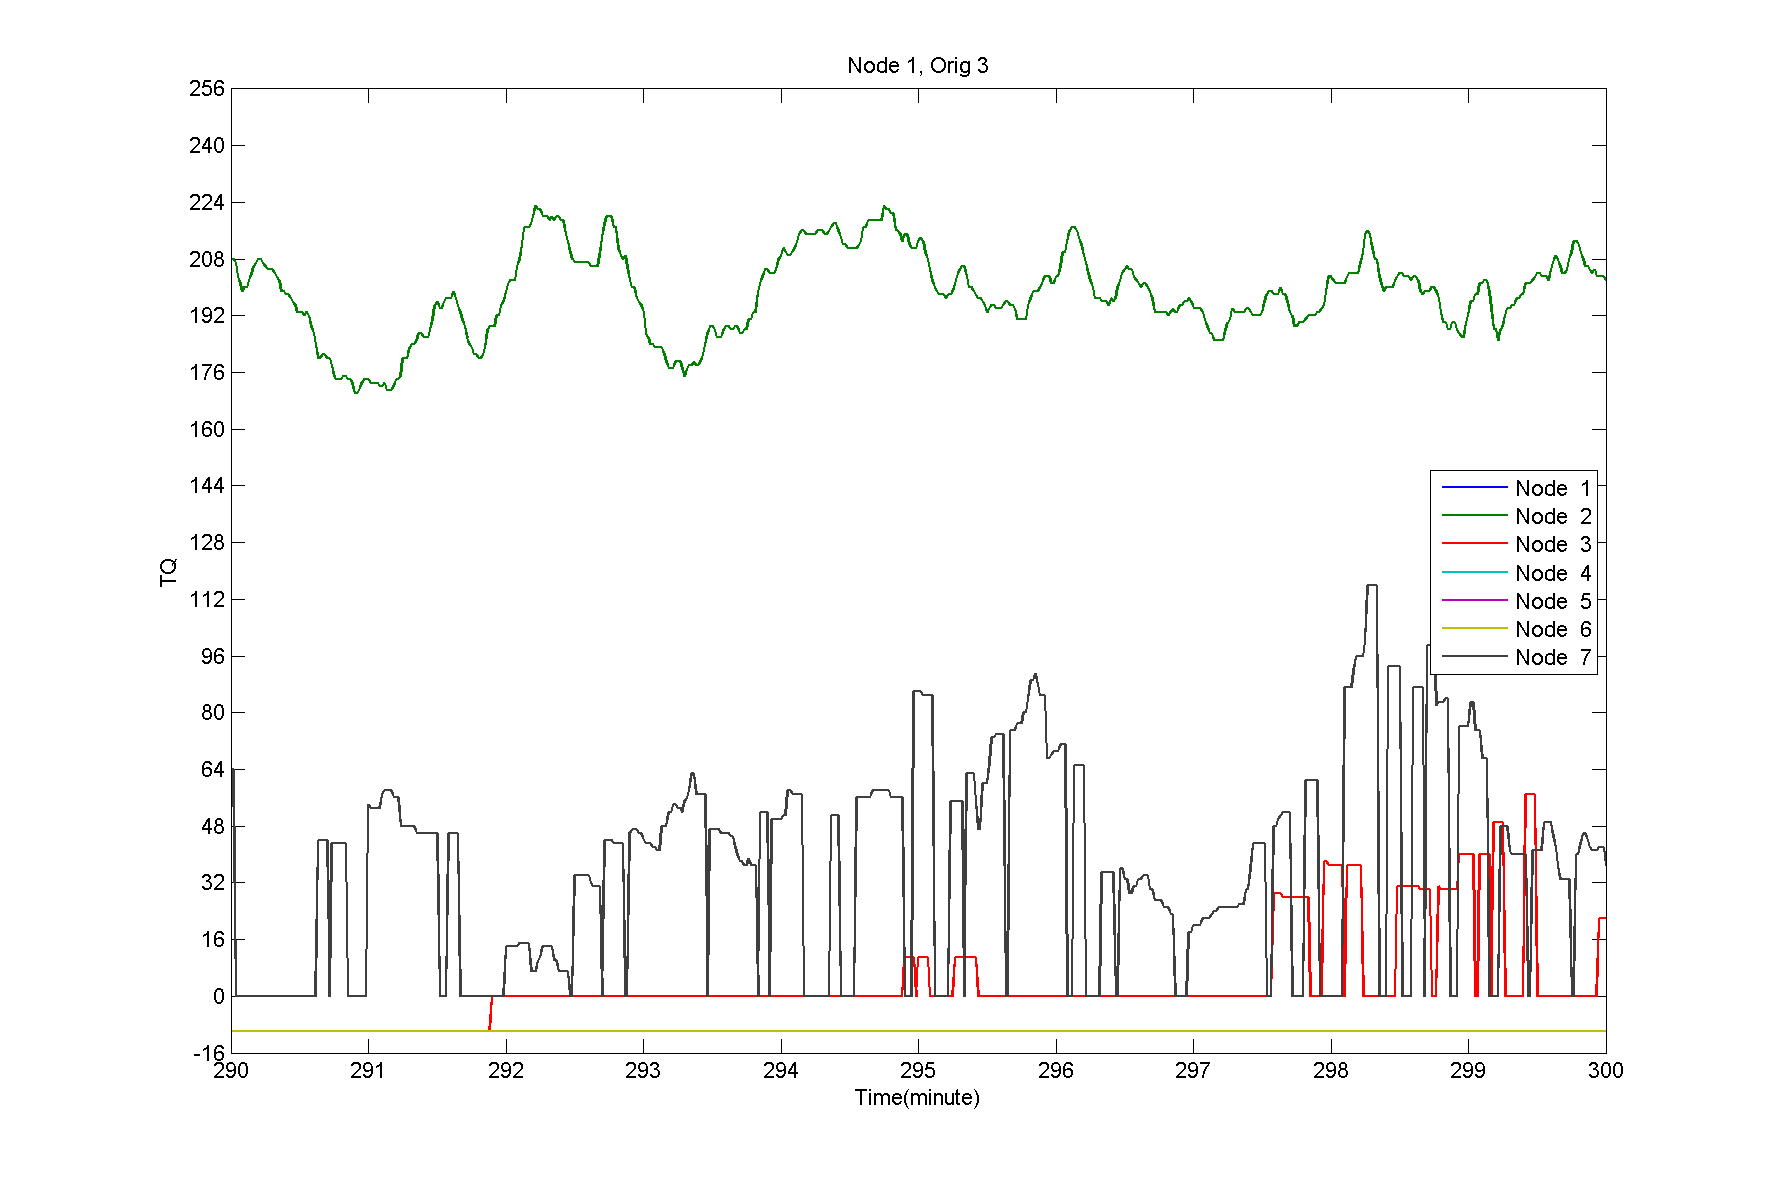 Node 1, Orig 3
256
240
224
208
192
176
160
144
128
112
96
80
64
48
32
16
0
-16
TQ
Node 1
Node 2
Node 3
Node 4
Node 5
Node 6
Node 7
290 291 292 293 294 295 296 297 298 299 300
Time(minute)